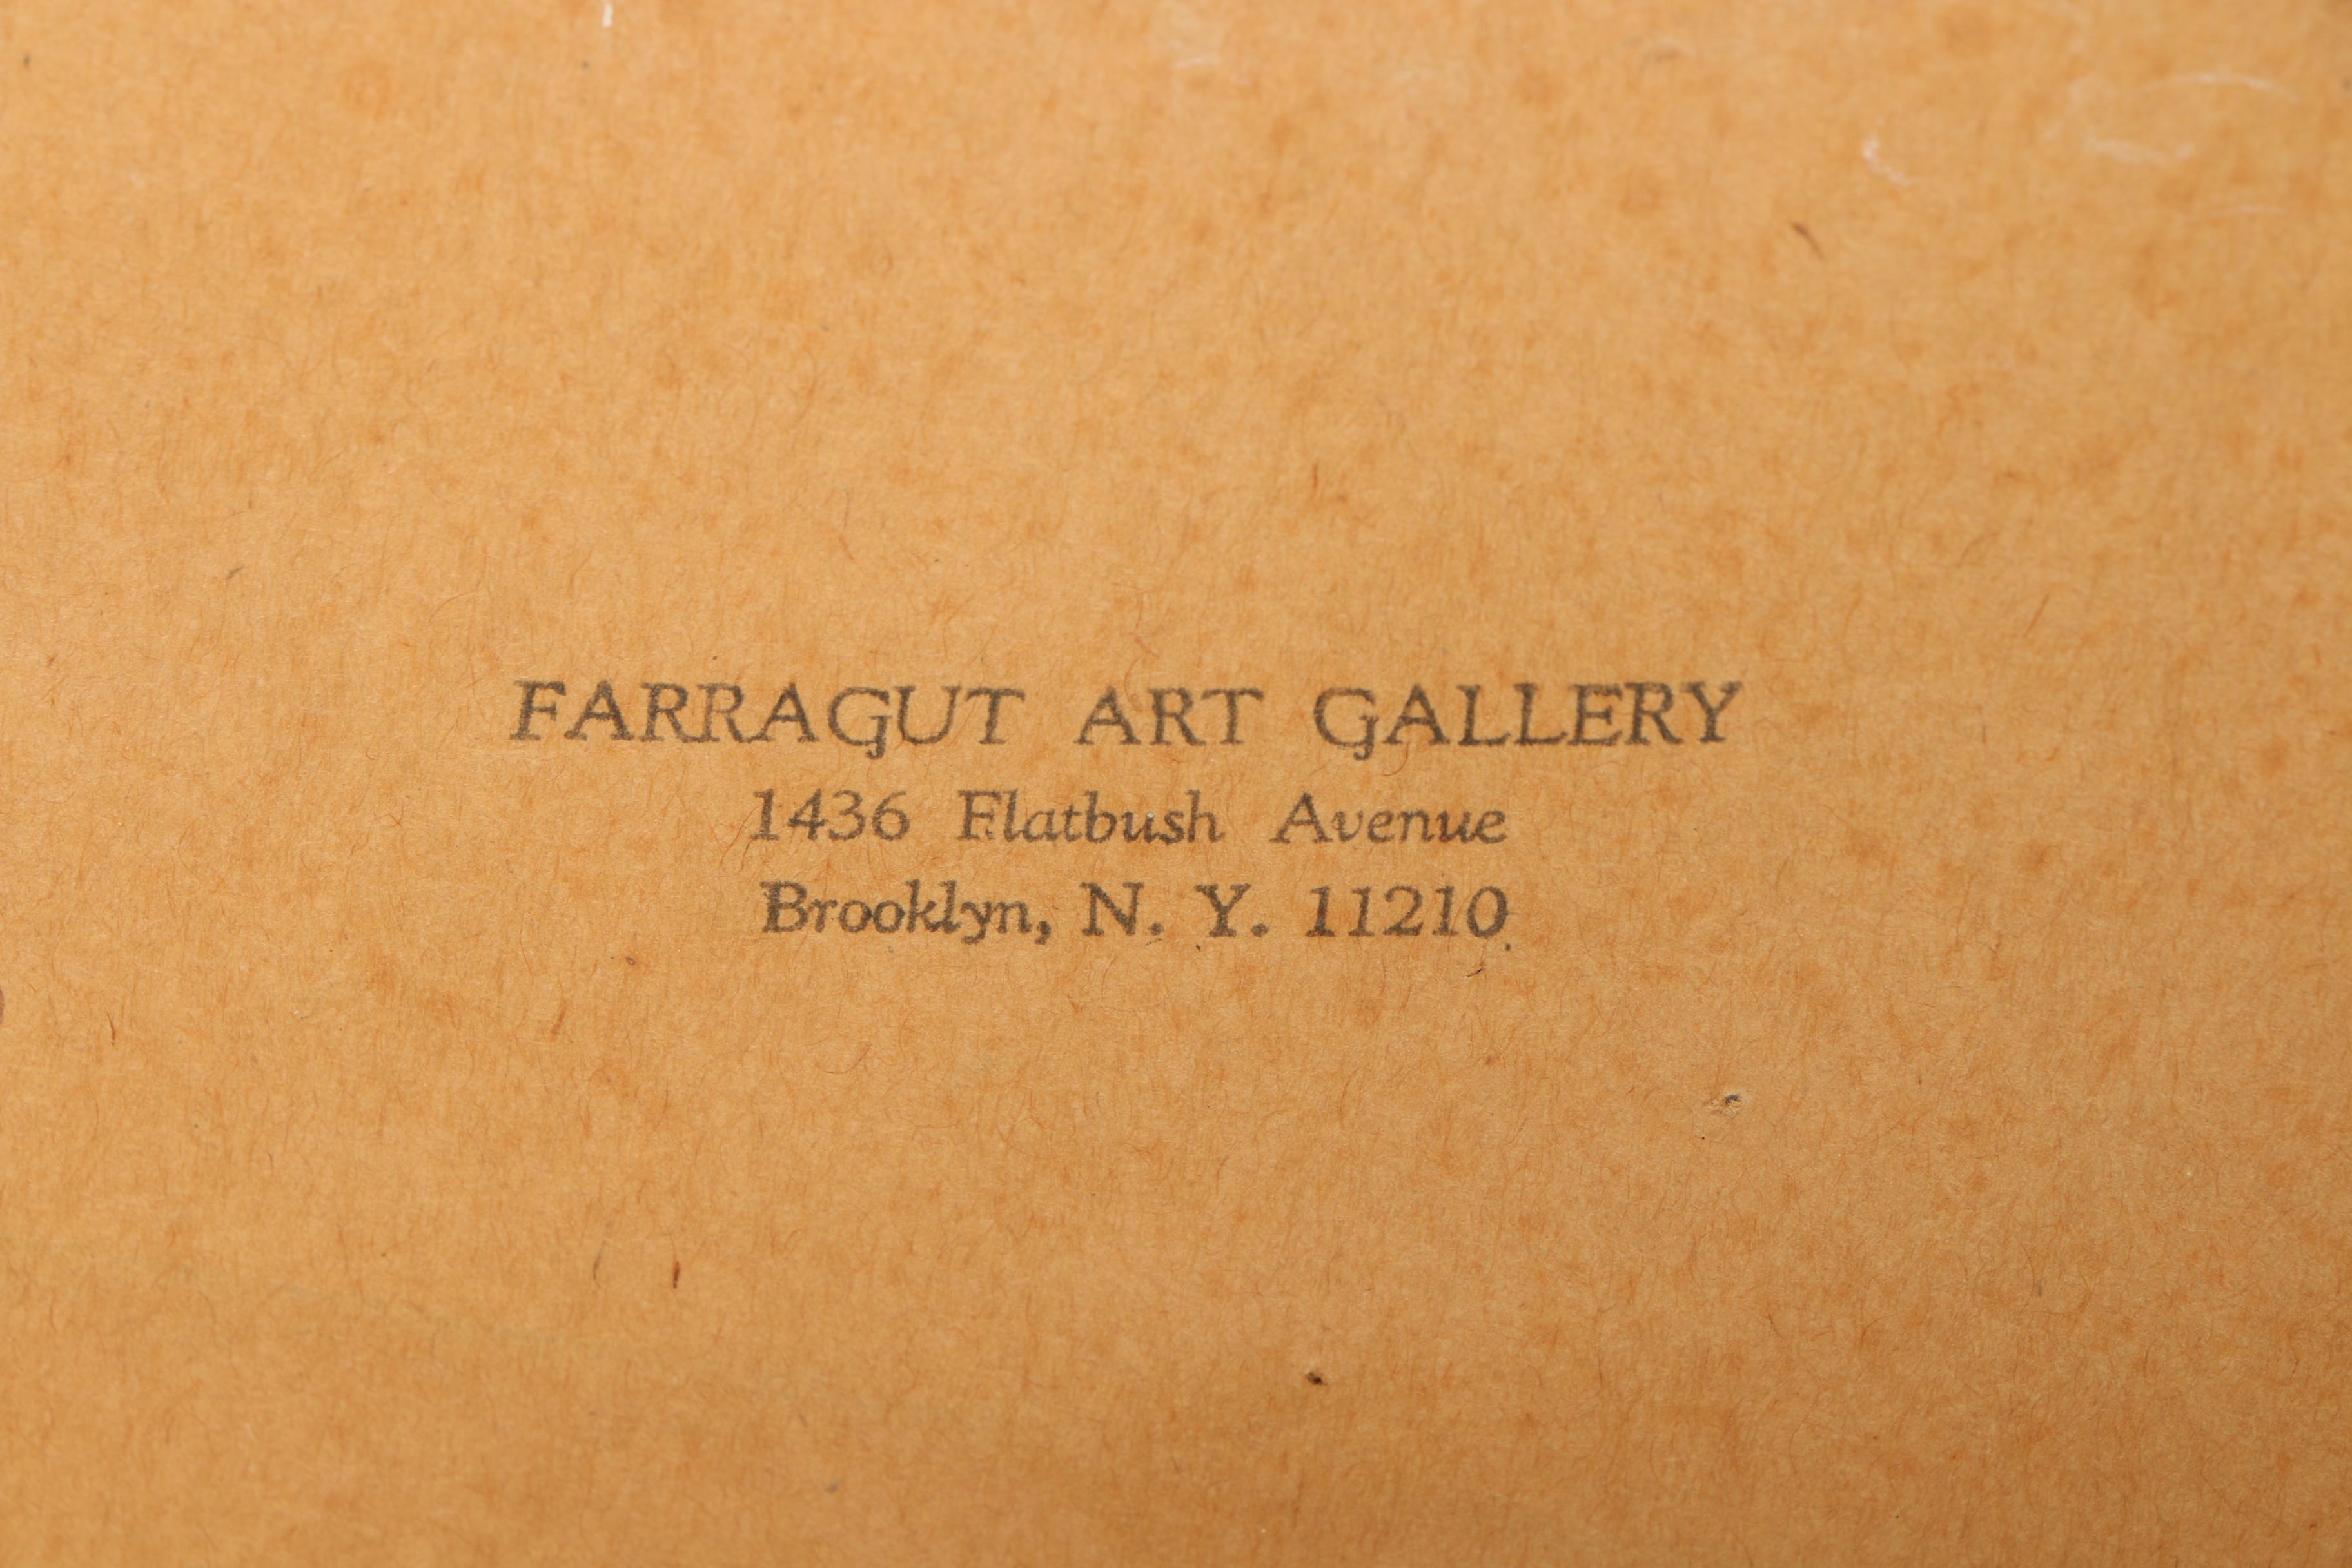 FARRAGUT ART GALLERY
1436 Flatbush Avenue
Brooklyn, N. Y. 11210